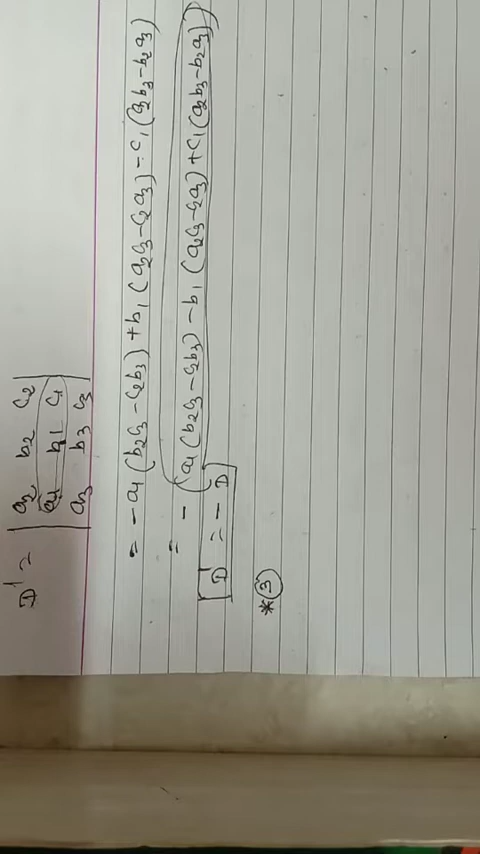 D' = | a2 b2 c2 |
| a1 b1 c1 |
| a3 b3 c3 |
= - a1 (b2c3 - c2b3) + b1 (a2c3 - c2a3) - c1 (a2b3 - b2a3)
= - (a1 (b2c3 - c2b3) - b1 (a2c3 - c2a3) + c1 (a2b3 - b2a3))
D' = - D
* 3